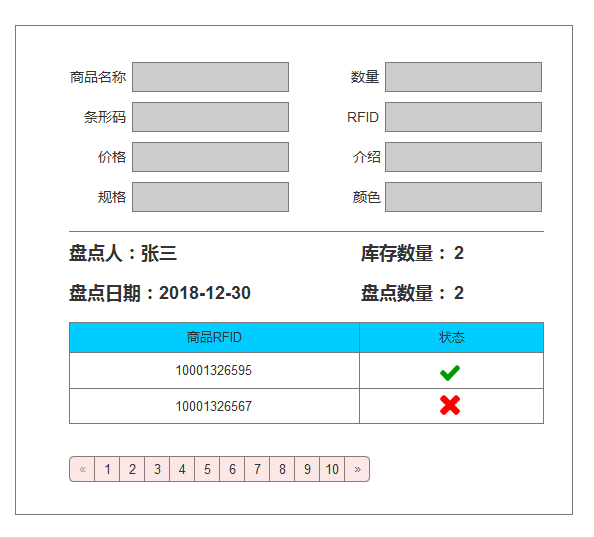 商品名称 数量
条形码 RFID
价格 介绍
规格 颜色
盘点人：张三 库存数量：2
盘点日期：2018-12-30 盘点数量：2
商品RFID 状态
10001326595
10001326567
« 1 2 3 4 5 6 7 8 9 10 »